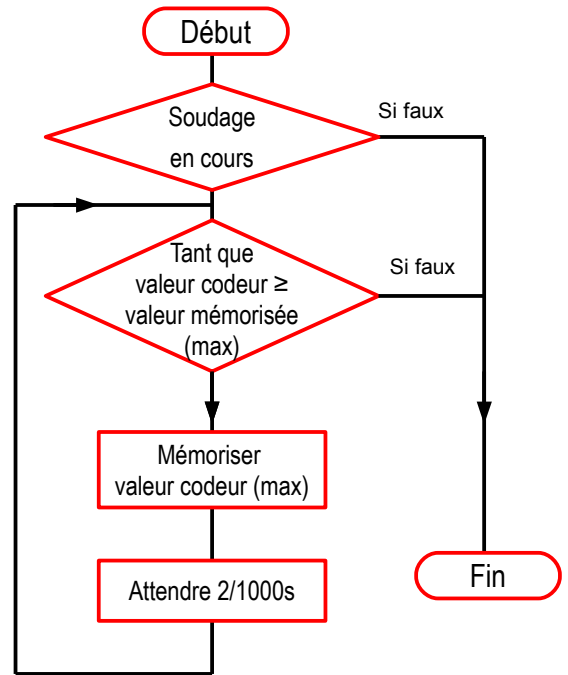 Début
Soudage
en cours
Si faux
Tant que
valeur codeur ≥
valeur mémorisée
(max)
Si faux
Mémoriser
valeur codeur (max)
Attendre 2/1000s
Fin